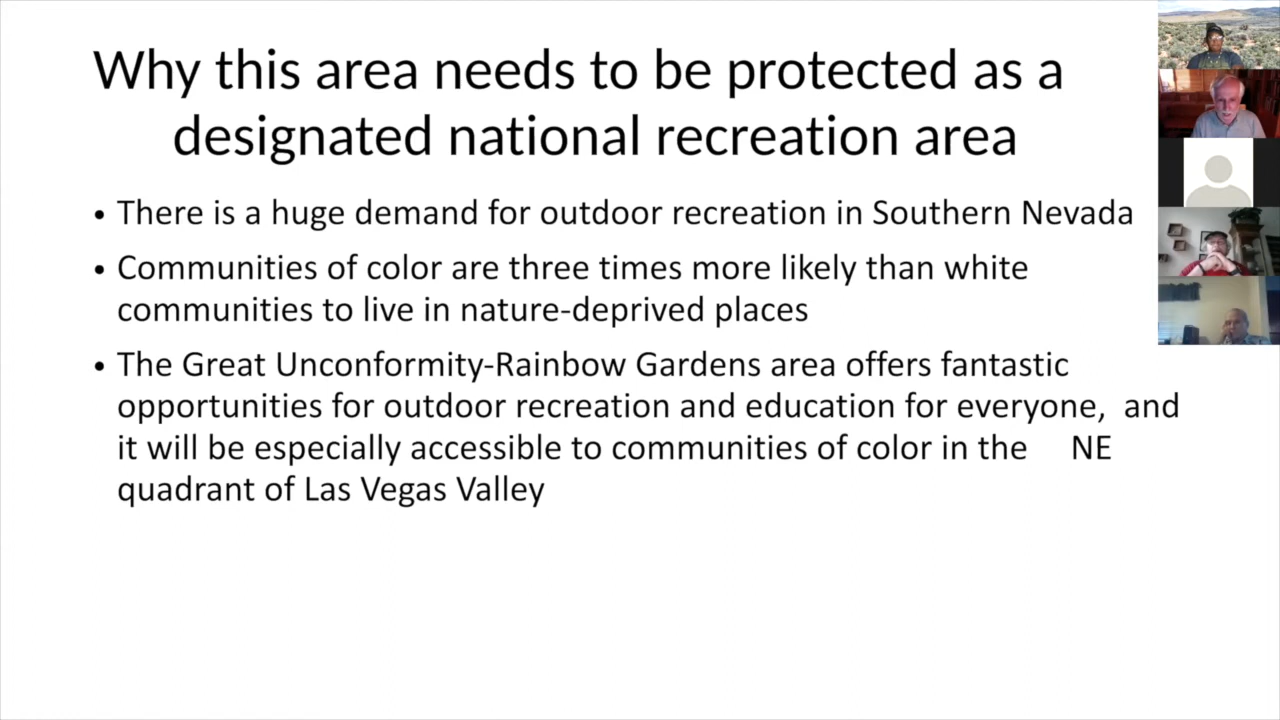 Why this area needs to be protected as a
designated national recreation area
• There is a huge demand for outdoor recreation in Southern Nevada
• Communities of color are three times more likely than white
communities to live in nature-deprived places
• The Great Unconformity-Rainbow Gardens area offers fantastic
opportunities for outdoor recreation and education for everyone,  and
it will be especially accessible to communities of color in the     NE
quadrant of Las Vegas Valley